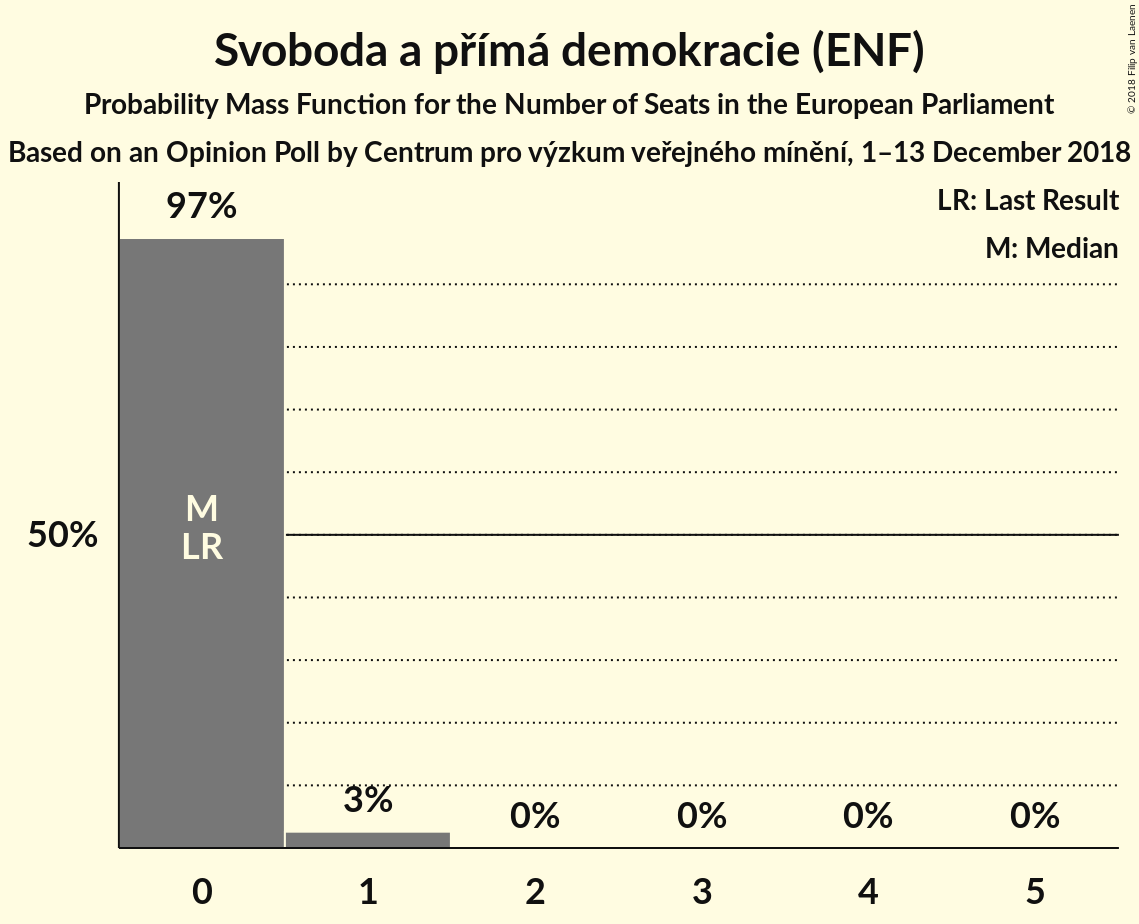 Svoboda a přímá demokracie (ENF)
Probability Mass Function for the Number of Seats in the European Parliament
Based on an Opinion Poll by Centrum pro výzkum veřejného mínění, 1–13 December 2018
© 2018 Filip van Laenen
LR: Last Result
M: Median
97%
M
LR
50%
3%
0%
0%
0%
0%
0
1
2
3
4
5